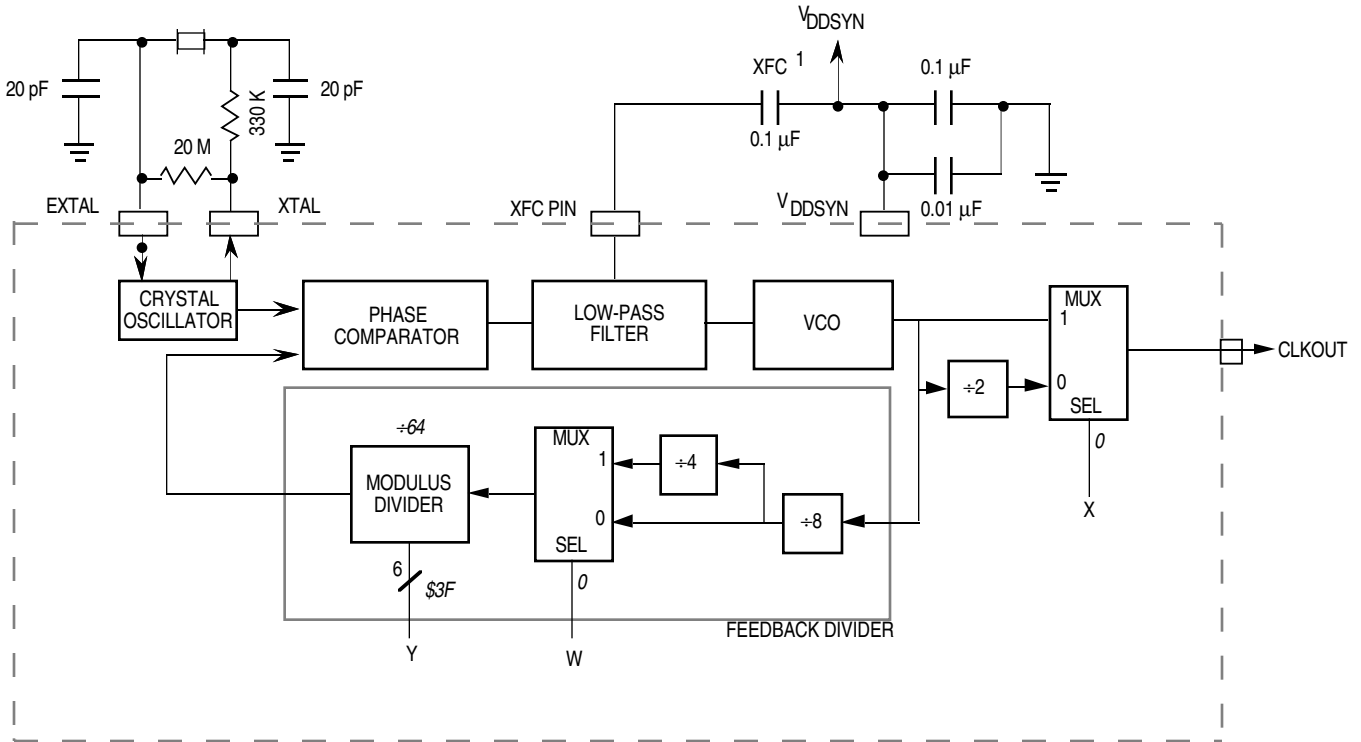 V DDSYN
XFC 1
0.1 µF
20 pF
20 pF
330 K
0.1 µF
20 M
0.01 µF
EXTAL
XTAL
XFC PIN
V DDSYN
CRYSTAL
OSCILLATOR
PHASE
COMPARATOR
LOW-PASS
FILTER
VCO
MUX
1
0
SEL
CLKOUT
÷2
0
X
÷64
MODULUS
DIVIDER
MUX
1
0
SEL
÷4
÷8
6
$3F
0
Y
W
FEEDBACK DIVIDER